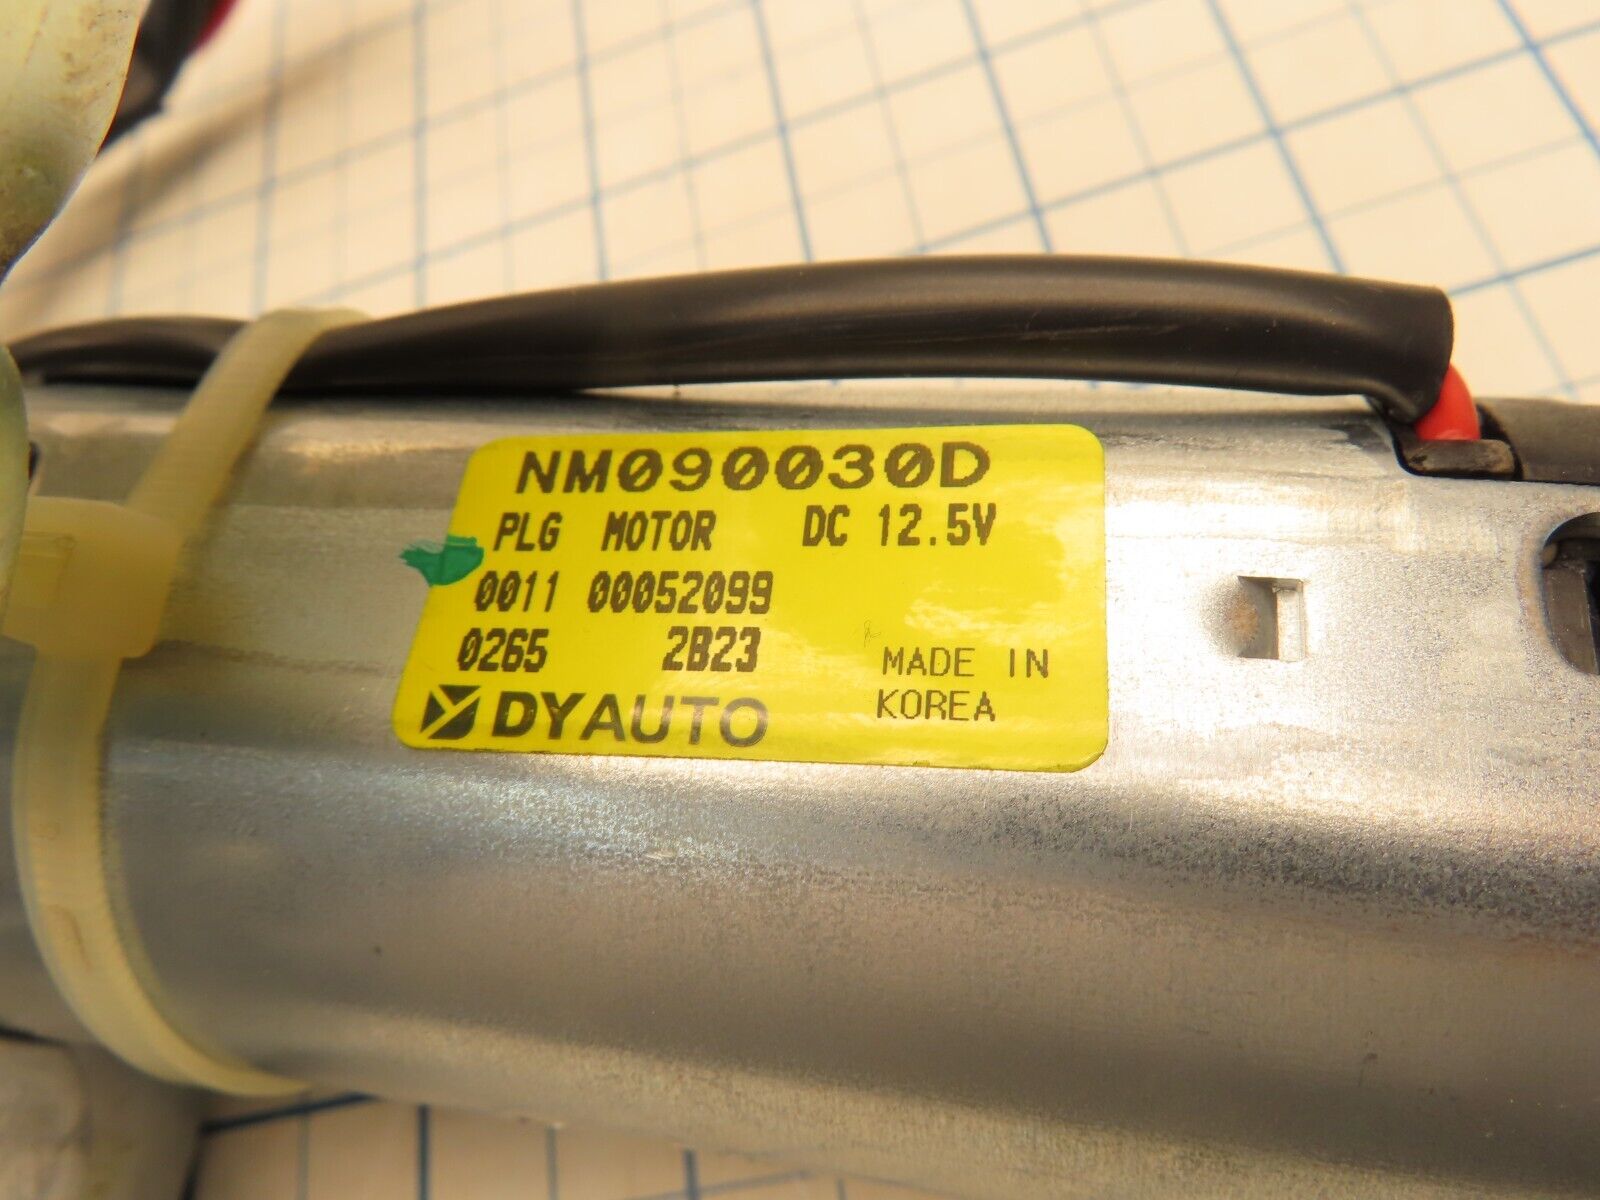 NM090030D
PLG MOTOR DC 12.5V
0011 00052099
0265 2B23
MADE IN
KOREA
DYAUTO